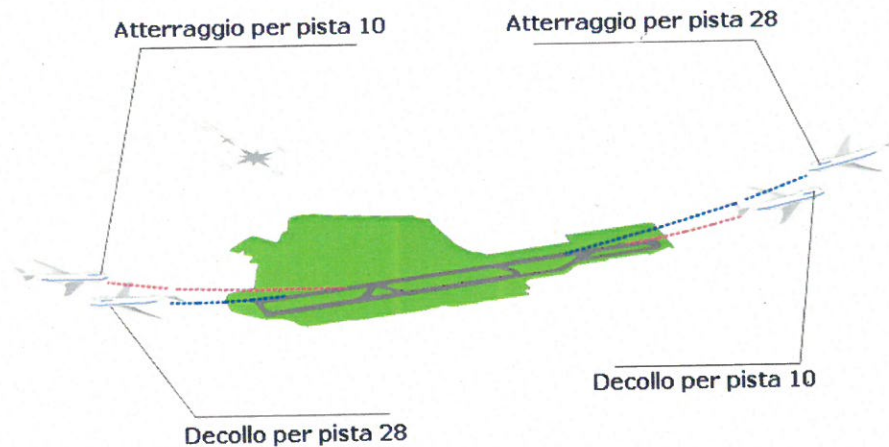 Atterraggio per pista 10
Atterraggio per pista 28
Decollo per pista 10
Decollo per pista 28